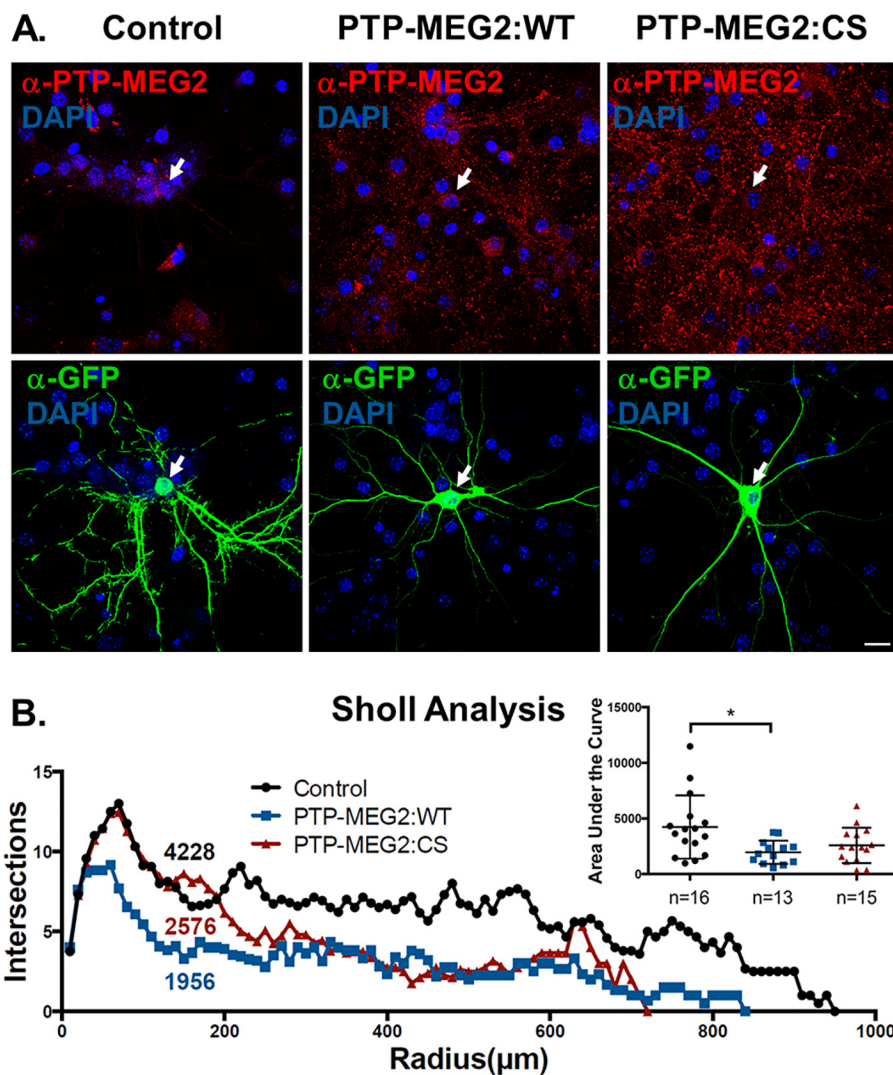 A.
Control PTP-MEG2:WT PTP-MEG2:CS
α-PTP-MEG2 α-PTP-MEG2 α-PTP-MEG2
DAPI DAPI DAPI
α-GFP α-GFP α-GFP
DAPI DAPI DAPI
B.
Sholl Analysis
Intersections
15
10
5
0
0 200 400 600 800 1000
Radius(μm)
Control
PTP-MEG2:WT
PTP-MEG2:CS
4228
2576
1956
Area Under the Curve
15000
10000
5000
0
*
n=16 n=13 n=15